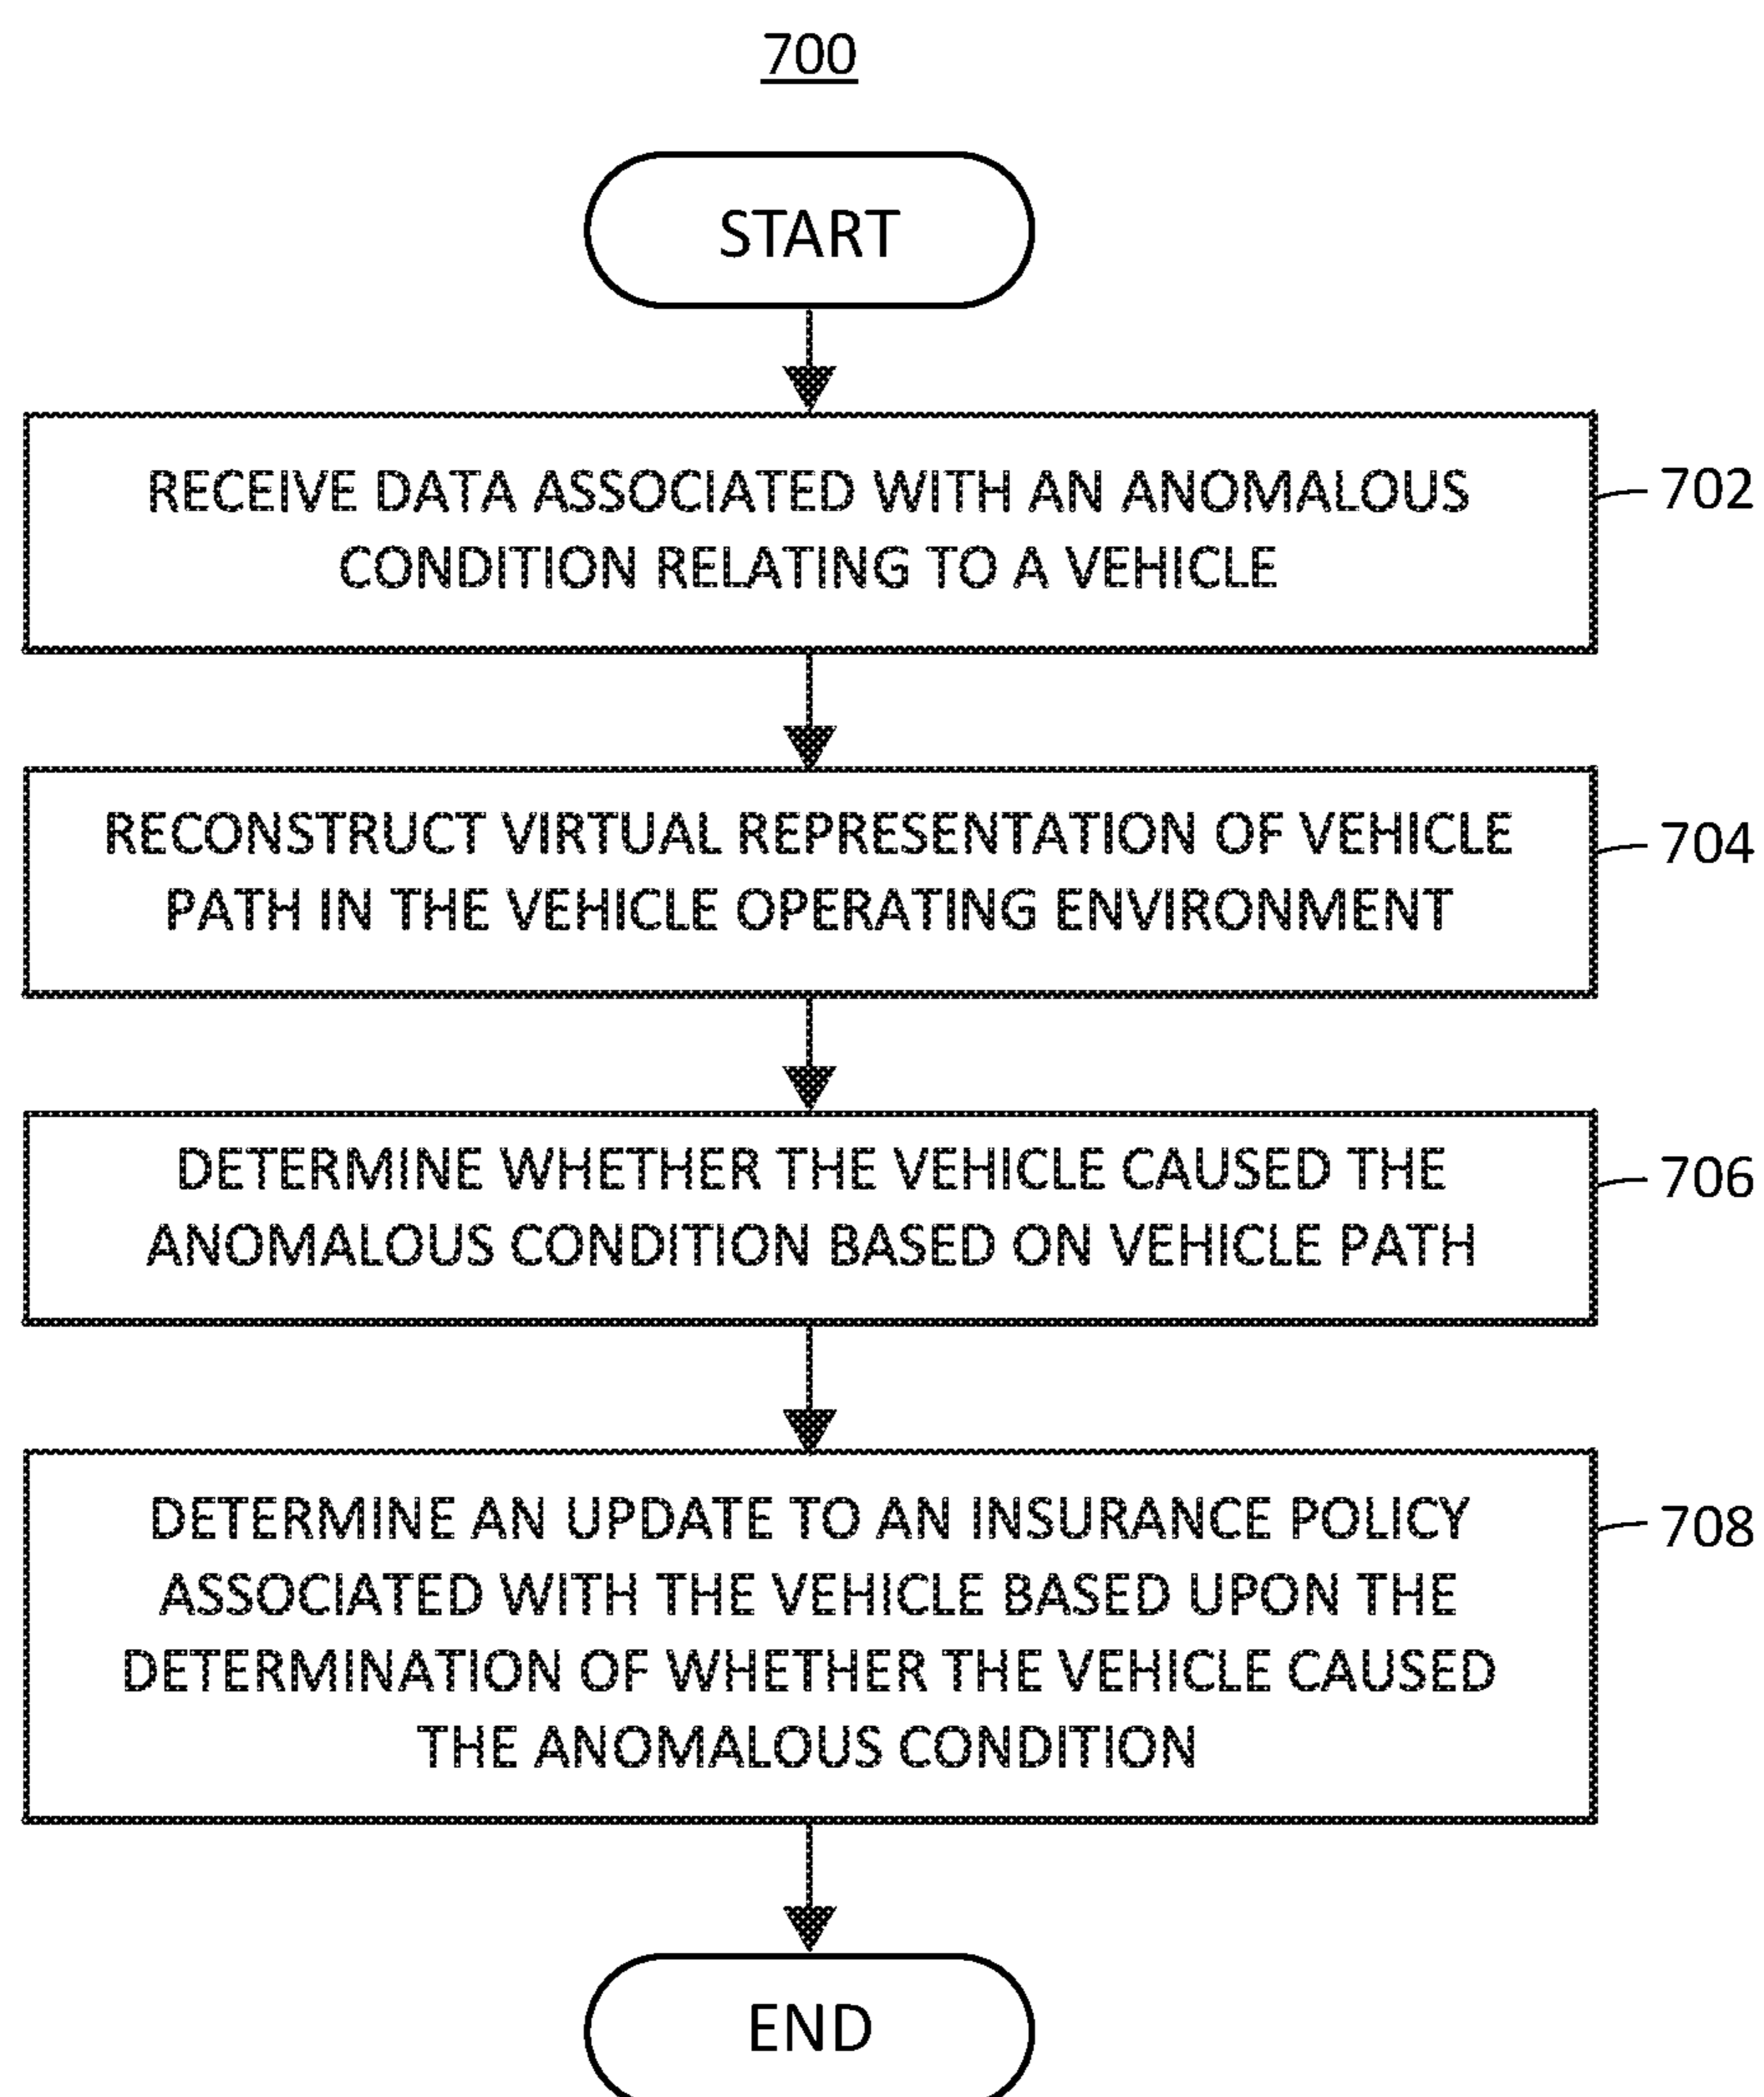 700
START
RECEIVE DATA ASSOCIATED WITH AN ANOMALOUS
CONDITION RELATING TO A VEHICLE
702
RECONSTRUCT VIRTUAL REPRESENTATION OF VEHICLE
PATH IN THE VEHICLE OPERATING ENVIRONMENT
704
DETERMINE WHETHER THE VEHICLE CAUSED THE
ANOMALOUS CONDITION BASED ON VEHICLE PATH
706
DETERMINE AN UPDATE TO AN INSURANCE POLICY
ASSOCIATED WITH THE VEHICLE BASED UPON THE
DETERMINATION OF WHETHER THE VEHICLE CAUSED
THE ANOMALOUS CONDITION
708
END